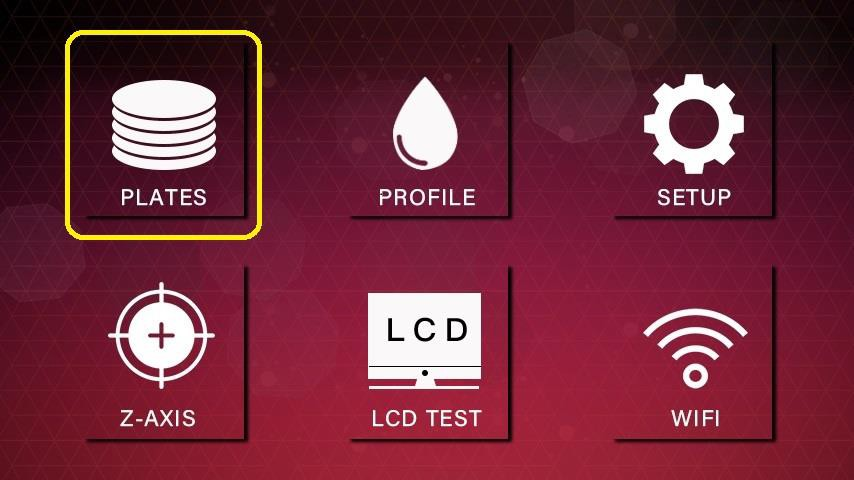 PLATES
PROFILE
SETUP
Z-AXIS
LCD
LCD TEST
WIFI